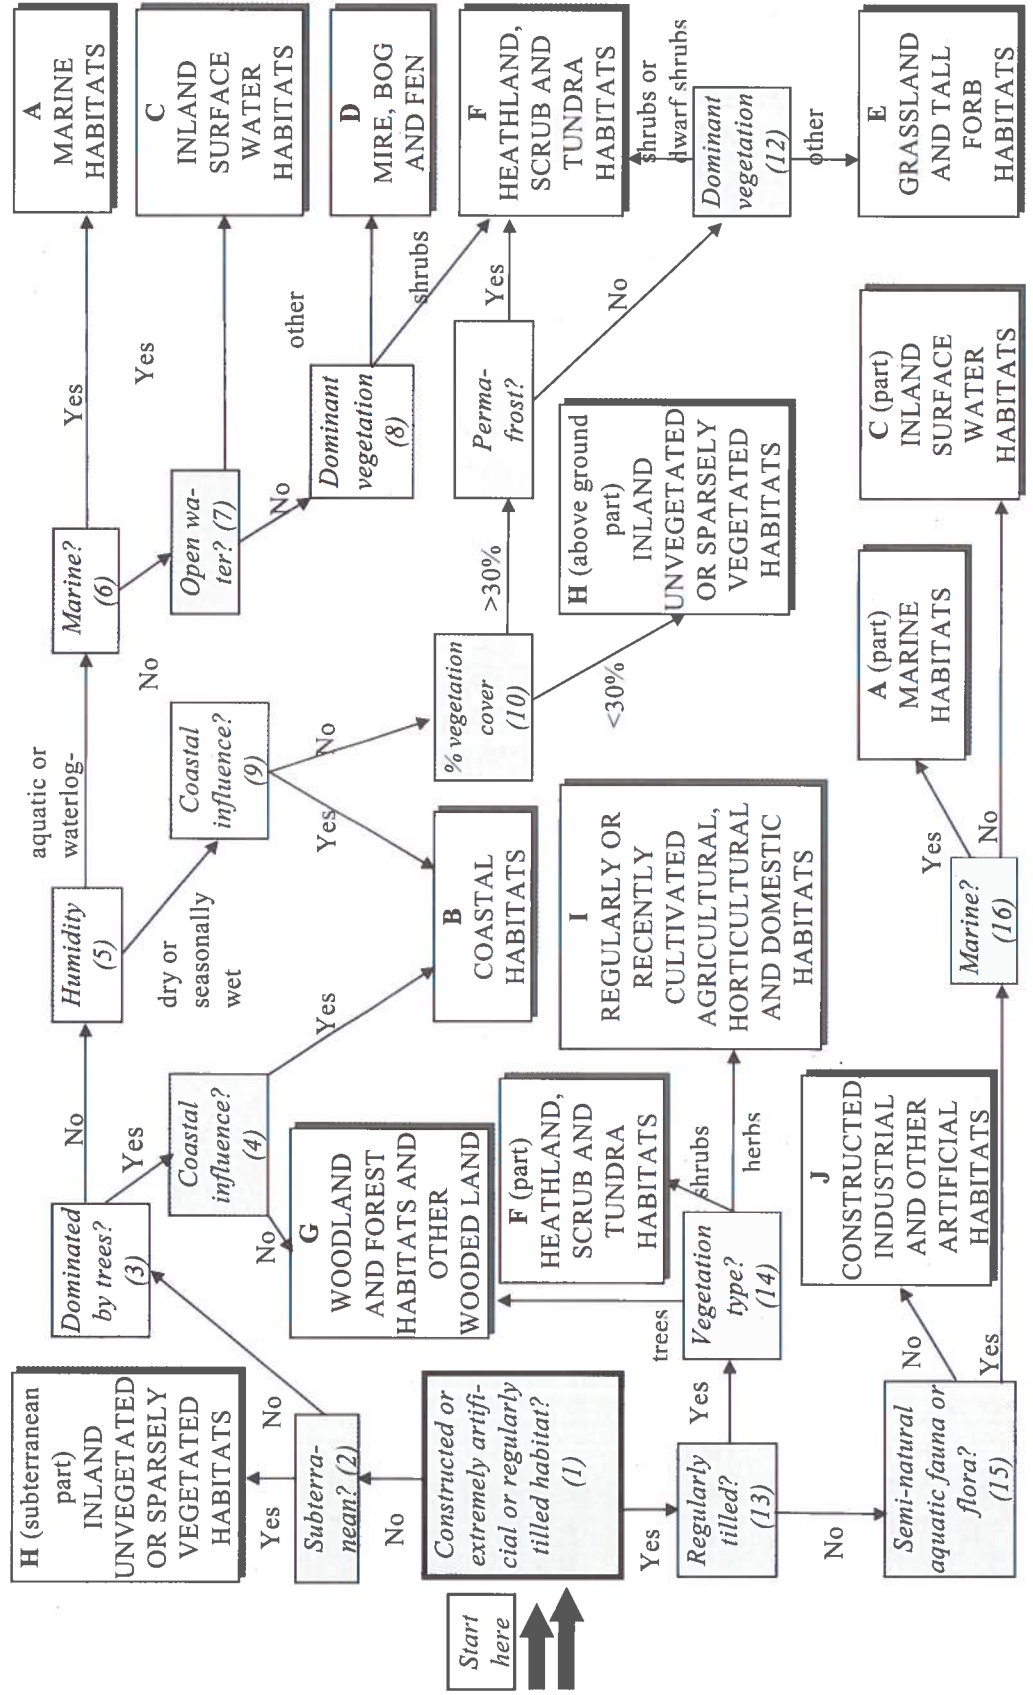 Start
here
Constructed or
extremely artifi-
cial or regularly
tilled habitat?
(1)
No
Yes
Subterra-
nean? (2)
Yes
No
H (subterranean
part)
INLAND
UNVEGETATED
OR SPARSELY
VEGETATED
HABITATS
Dominated
by trees?
(3)
No
Yes
Coastal
influence?
(4)
No
Yes
G
WOODLAND
AND FOREST
HABITATS AND
OTHER
WOODED LAND
Humidity
(5)
aquatic or
waterlog-
dry or
seasonally
wet
Marine?
(6)
Yes
No
A
MARINE
HABITATS
Open wa-
ter? (7)
Yes
No
C
INLAND
SURFACE
WATER
HABITATS
Dominant
vegetation
(8)
other
shrubs
D
MIRE, BOG
AND FEN
Coastal
influence?
(9)
Yes
No
B
COASTAL
HABITATS
% vegetation
cover
(10)
>30%
<30%
H (above ground
part)
INLAND
UNVEGETATED
OR SPARSELY
VEGETATED
HABITATS
Perma-
frost?
Yes
No
F
HEATHLAND,
SCRUB AND
TUNDRA
HABITATS
Dominant
vegetation
(12)
shrubs or
dwarf shrubs
other
E
GRASSLAND
AND TALL
FORB
HABITATS
Regularly
tilled?
(13)
Yes
No
Vegetation
type?
(14)
trees
shrubs
herbs
F (part)
HEATHLAND,
SCRUB AND
TUNDRA
HABITATS
I
REGULARLY OR
RECENTLY
CULTIVATED
AGRICULTURAL,
HORTICULTURAL
AND DOMESTIC
HABITATS
Semi-natural
aquatic fauna or
flora?
(15)
No
Yes
J
CONSTRUCTED
INDUSTRIAL
AND OTHER
ARTIFICIAL
HABITATS
Marine?
(16)
Yes
No
A (part)
MARINE
HABITATS
C (part)
INLAND
SURFACE
WATER
HABITATS